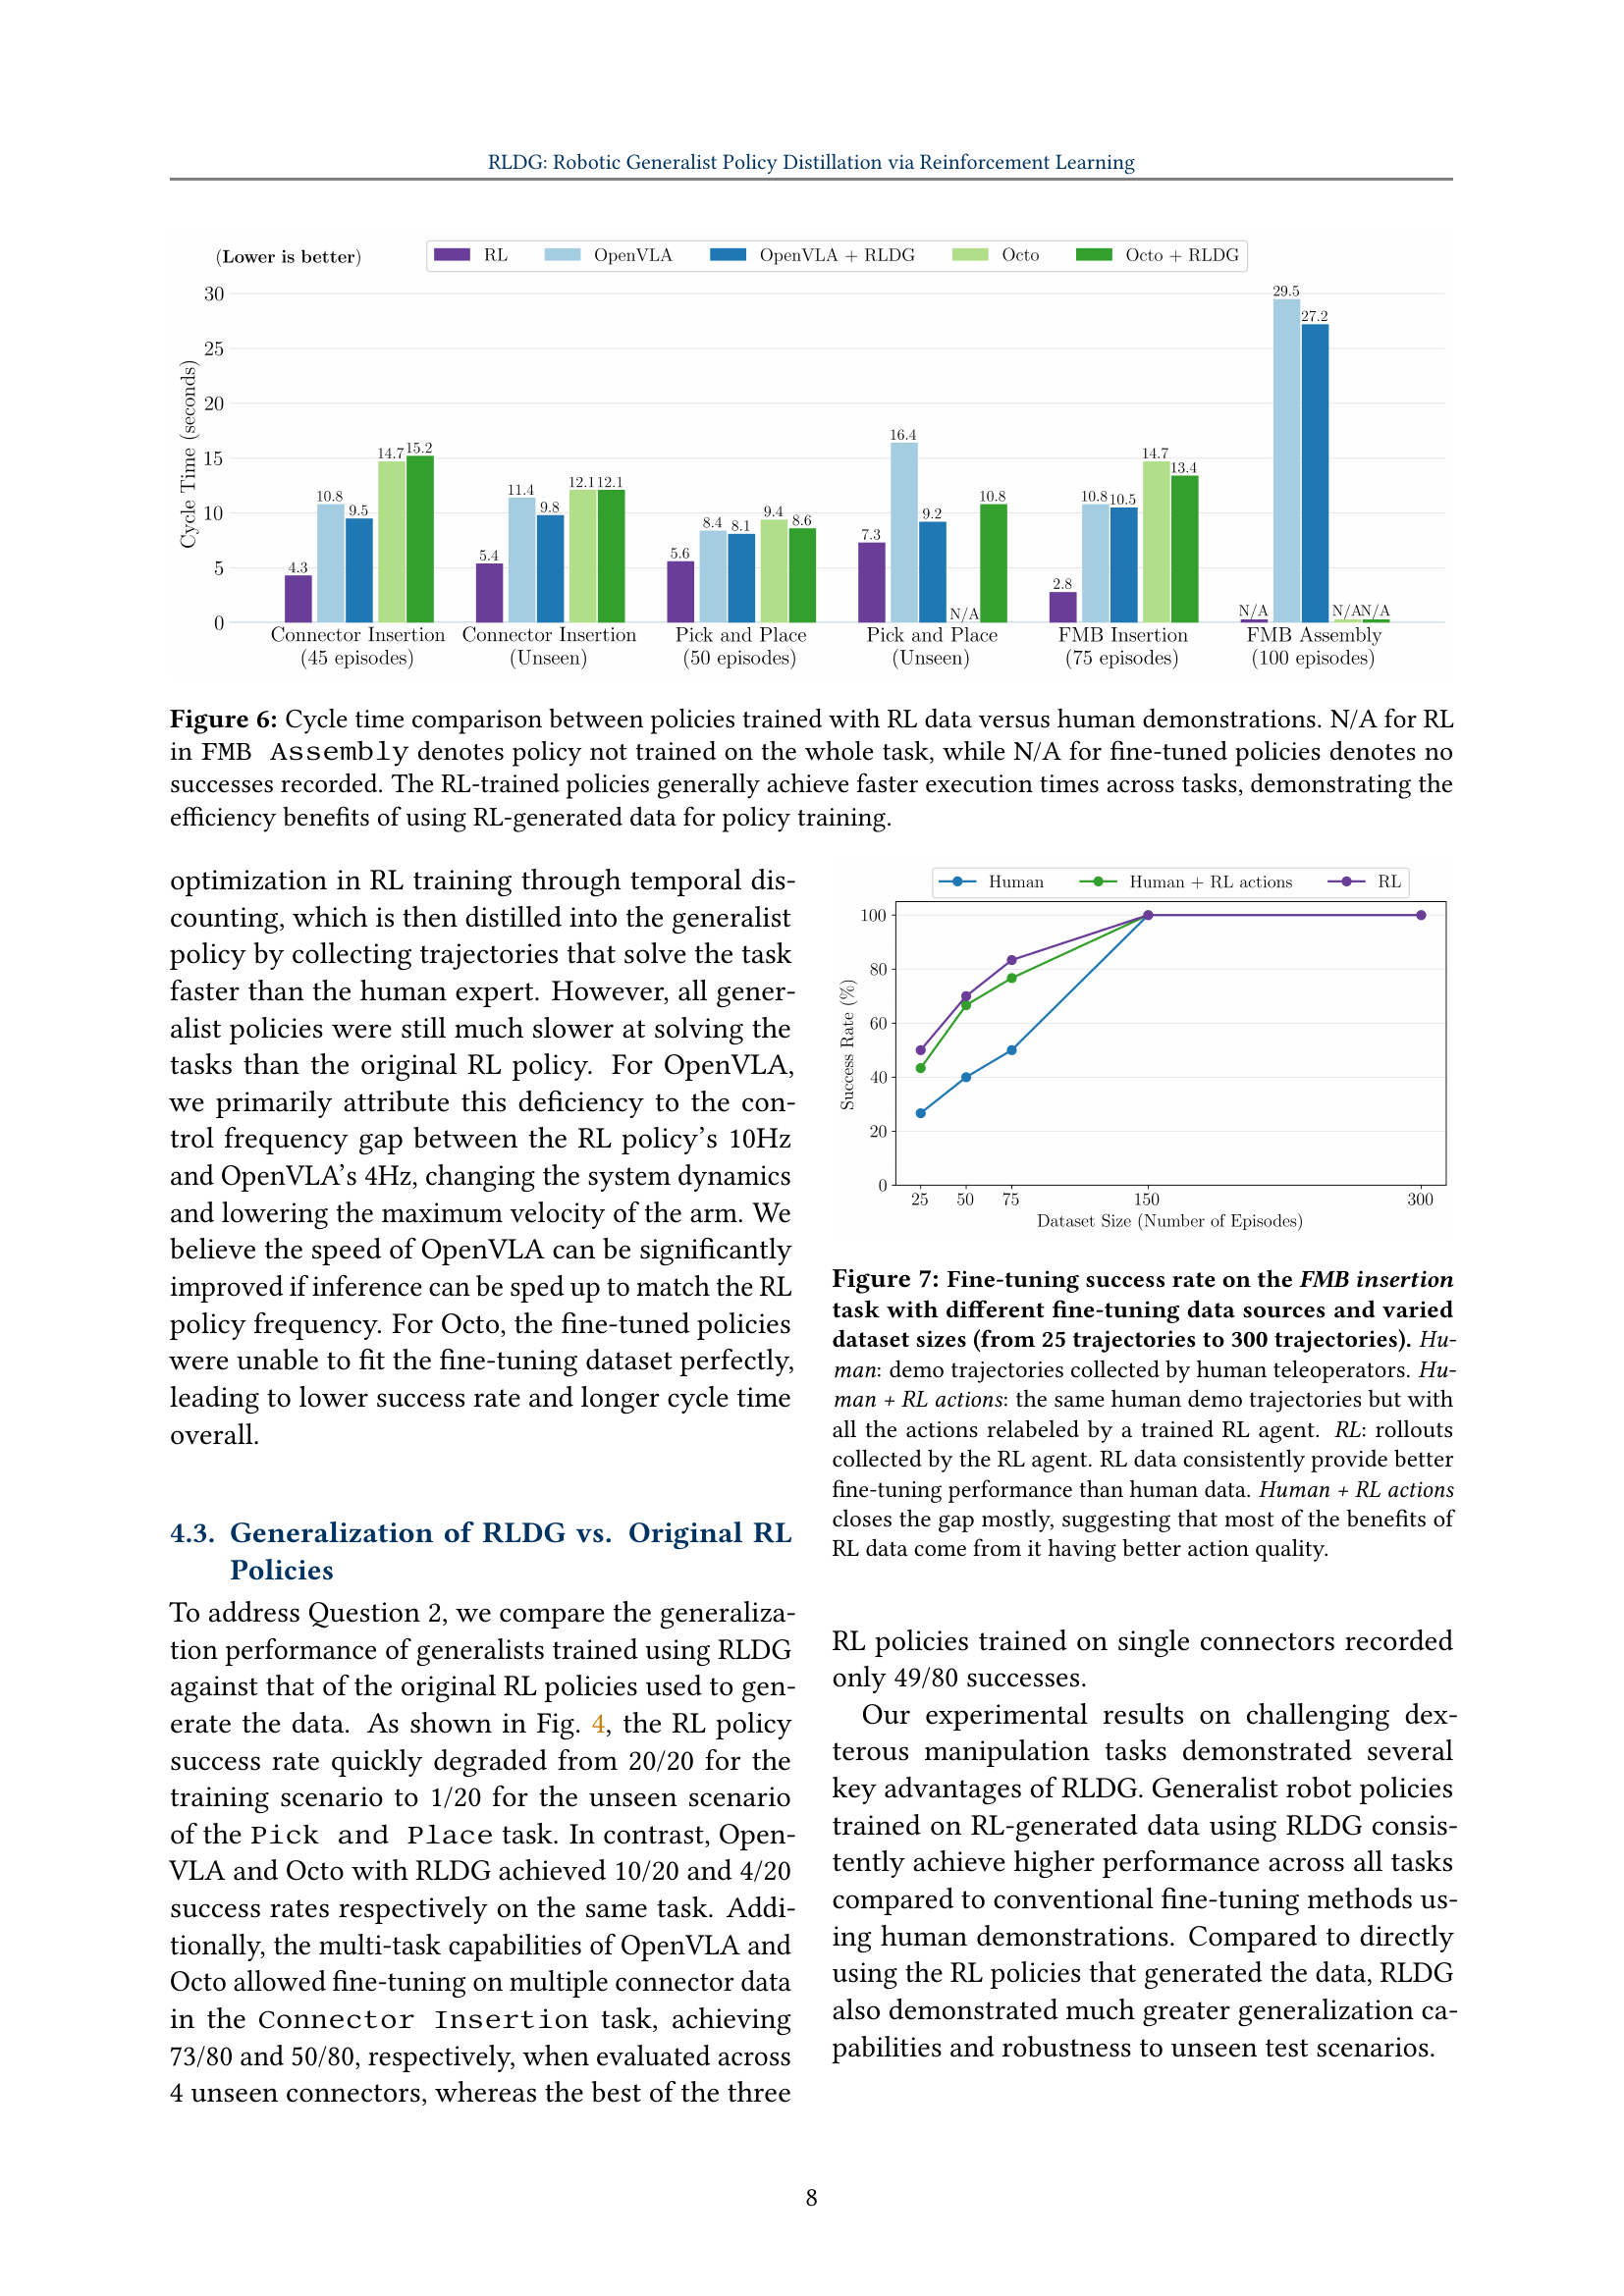 RLDG: Robotic Generalist Policy Distillation via Reinforcement Learning
(Lower is better)
RL
OpenVLA
OpenVLA + RLDG
Octo
Octo + RLDG
Cycle Time (seconds)
30
25
20
15
10
5
0
4.3
10.8
9.5
14.7
15.2
5.4
11.4
9.8
12.1
12.1
5.6
8.4
8.1
9.4
8.6
7.3
16.4
9.2
N/A
10.8
2.8
10.8
10.5
14.7
13.4
N/A
29.5
27.2
N/A
N/A
Connector Insertion
(45 episodes)
Connector Insertion
(Unseen)
Pick and Place
(50 episodes)
Pick and Place
(Unseen)
FMB Insertion
(75 episodes)
FMB Assembly
(100 episodes)
Figure 6: Cycle time comparison between policies trained with RL data versus human demonstrations. N/A for RL
in FMB Assembly denotes policy not trained on the whole task, while N/A for fine-tuned policies denotes no
successes recorded. The RL-trained policies generally achieve faster execution times across tasks, demonstrating the
efficiency benefits of using RL-generated data for policy training.
optimization in RL training through temporal dis-
counting, which is then distilled into the generalist
policy by collecting trajectories that solve the task
faster than the human expert. However, all gener-
alist policies were still much slower at solving the
tasks than the original RL policy. For OpenVLA,
we primarily attribute this deficiency to the con-
trol frequency gap between the RL policy's 10Hz
and OpenVLA's 4Hz, changing the system dynamics
and lowering the maximum velocity of the arm. We
believe the speed of OpenVLA can be significantly
improved if inference can be sped up to match the RL
policy frequency. For Octo, the fine-tuned policies
were unable to fit the fine-tuning dataset perfectly,
leading to lower success rate and longer cycle time
overall.
4.3. Generalization of RLDG vs. Original RL
Policies
To address Question 2, we compare the generaliza-
tion performance of generalists trained using RLDG
against that of the original RL policies used to gen-
erate the data. As shown in Fig. 4, the RL policy
success rate quickly degraded from 20/20 for the
training scenario to 1/20 for the unseen scenario
of the Pick and Place task. In contrast, Open-
VLA and Octo with RLDG achieved 10/20 and 4/20
success rates respectively on the same task. Addi-
tionally, the multi-task capabilities of OpenVLA and
Octo allowed fine-tuning on multiple connector data
in the Connector Insertion task, achieving
73/80 and 50/80, respectively, when evaluated across
4 unseen connectors, whereas the best of the three
Human
Human + RL actions
RL
Success Rate (%)
100
80
60
40
20
0
25
50
75
150
300
Dataset Size (Number of Episodes)
Figure 7: Fine-tuning success rate on the FMB insertion
task with different fine-tuning data sources and varied
dataset sizes (from 25 trajectories to 300 trajectories). Hu-
man: demo trajectories collected by human teleoperators. Hu-
man + RL actions: the same human demo trajectories but with
all the actions relabeled by a trained RL agent. RL: rollouts
collected by the RL agent. RL data consistently provide better
fine-tuning performance than human data. Human + RL actions
closes the gap mostly, suggesting that most of the benefits of
RL data come from it having better action quality.
RL policies trained on single connectors recorded
only 49/80 successes.
Our experimental results on challenging dex-
terous manipulation tasks demonstrated several
key advantages of RLDG. Generalist robot policies
trained on RL-generated data using RLDG consis-
tently achieve higher performance across all tasks
compared to conventional fine-tuning methods us-
ing human demonstrations. Compared to directly
using the RL policies that generated the data, RLDG
also demonstrated much greater generalization ca-
pabilities and robustness to unseen test scenarios.
8